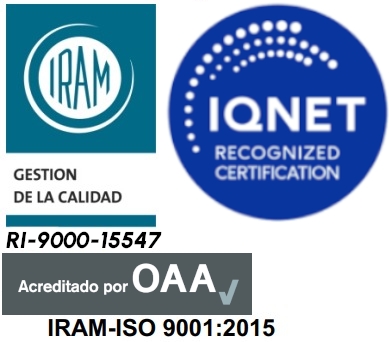 IRAM
GESTION
DE LA CALIDAD
RI-9000-15547
IQNET
RECOGNIZED
CERTIFICATION
Acreditado por OAA
IRAM-ISO 9001:2015